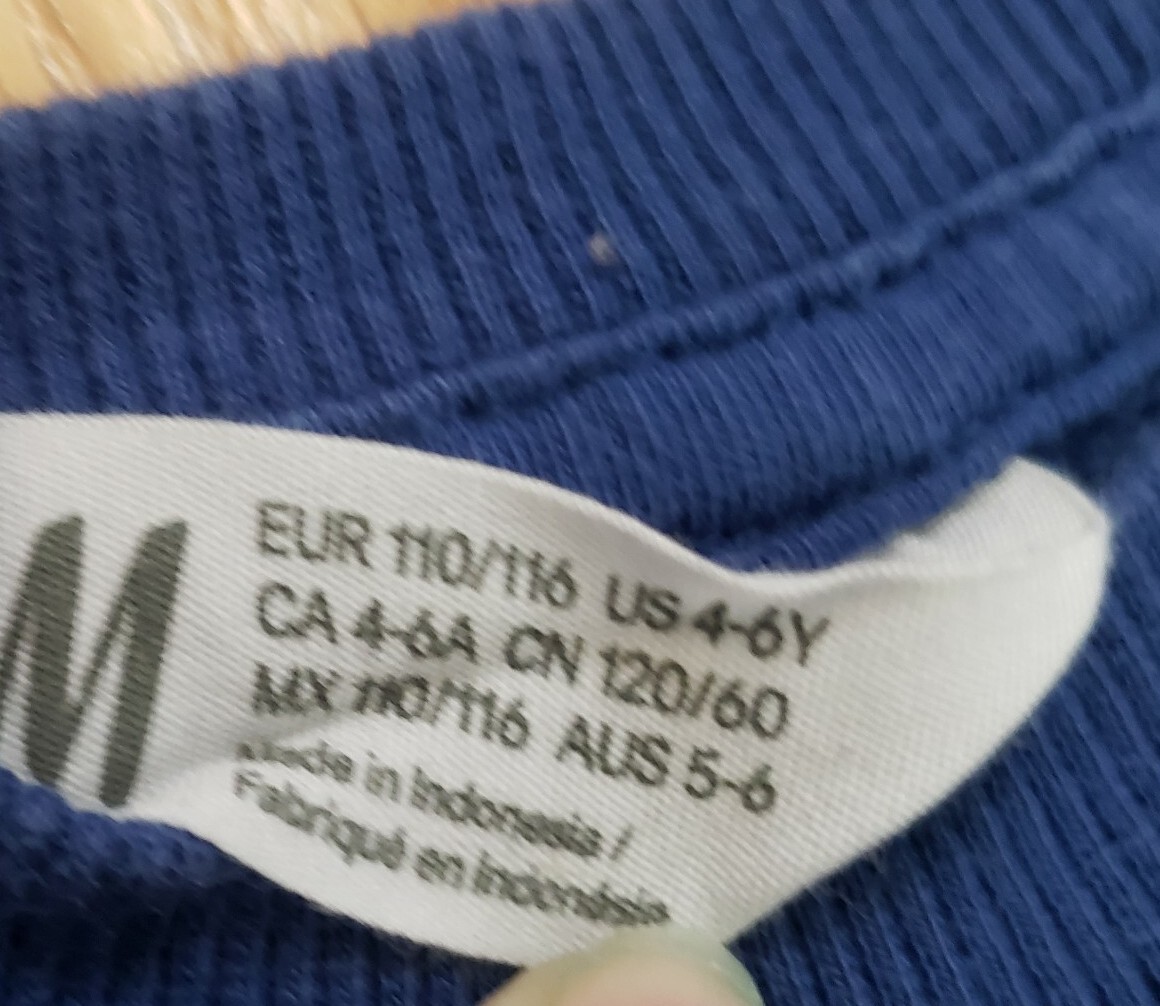 M
EUR 110/116 US 4-6Y
CA 4-6A CN 120/60
MX 110/116 AUS 5-6
Made in Indonesia /
Fabriqué en Indonésie